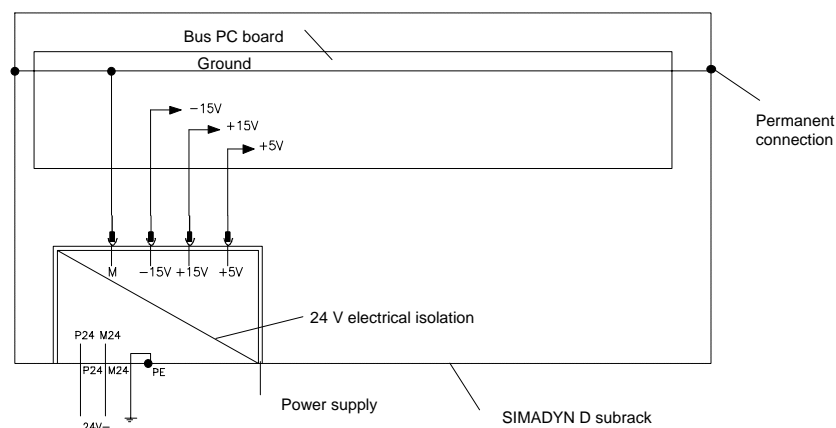 Bus PC board
Ground
-15V
+15V
+5V
Permanent
connection
M -15V +15V +5V
24 V electrical isolation
P24 M24
P24 M24 PE
Power supply
SIMADYN D subrack
24V